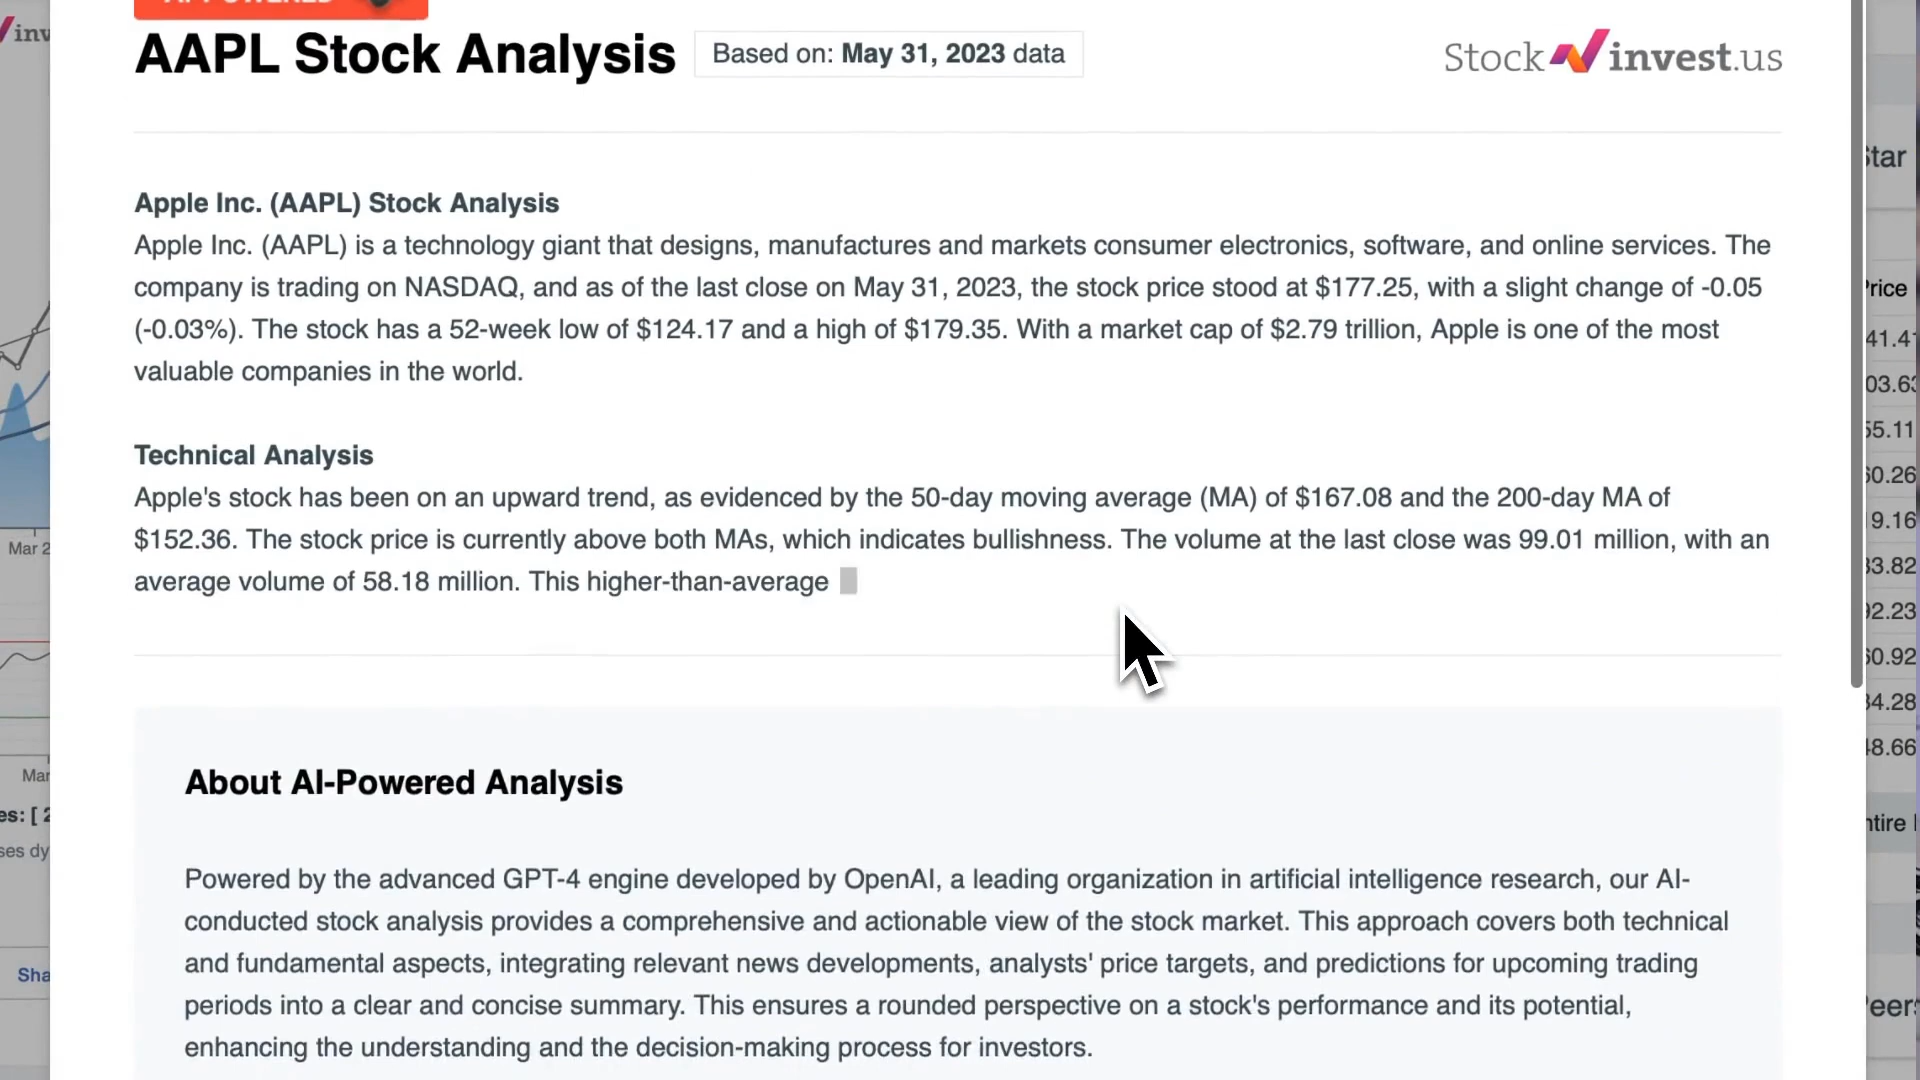 AAPL Stock Analysis
Based on: May 31, 2023 data
Stock invest.us
Apple Inc. (AAPL) Stock Analysis
Apple Inc. (AAPL) is a technology giant that designs, manufactures and markets consumer electronics, software, and online services. The
company is trading on NASDAQ, and as of the last close on May 31, 2023, the stock price stood at $177.25, with a slight change of -0.05
(-0.03%). The stock has a 52-week low of $124.17 and a high of $179.35. With a market cap of $2.79 trillion, Apple is one of the most
valuable companies in the world.
Technical Analysis
Apple's stock has been on an upward trend, as evidenced by the 50-day moving average (MA) of $167.08 and the 200-day MA of
$152.36. The stock price is currently above both MAs, which indicates bullishness. The volume at the last close was 99.01 million, with an
average volume of 58.18 million. This higher-than-average
About AI-Powered Analysis
Powered by the advanced GPT-4 engine developed by OpenAI, a leading organization in artificial intelligence research, our AI-
conducted stock analysis provides a comprehensive and actionable view of the stock market. This approach covers both technical
and fundamental aspects, integrating relevant news developments, analysts' price targets, and predictions for upcoming trading
periods into a clear and concise summary. This ensures a rounded perspective on a stock's performance and its potential,
enhancing the understanding and the decision-making process for investors.